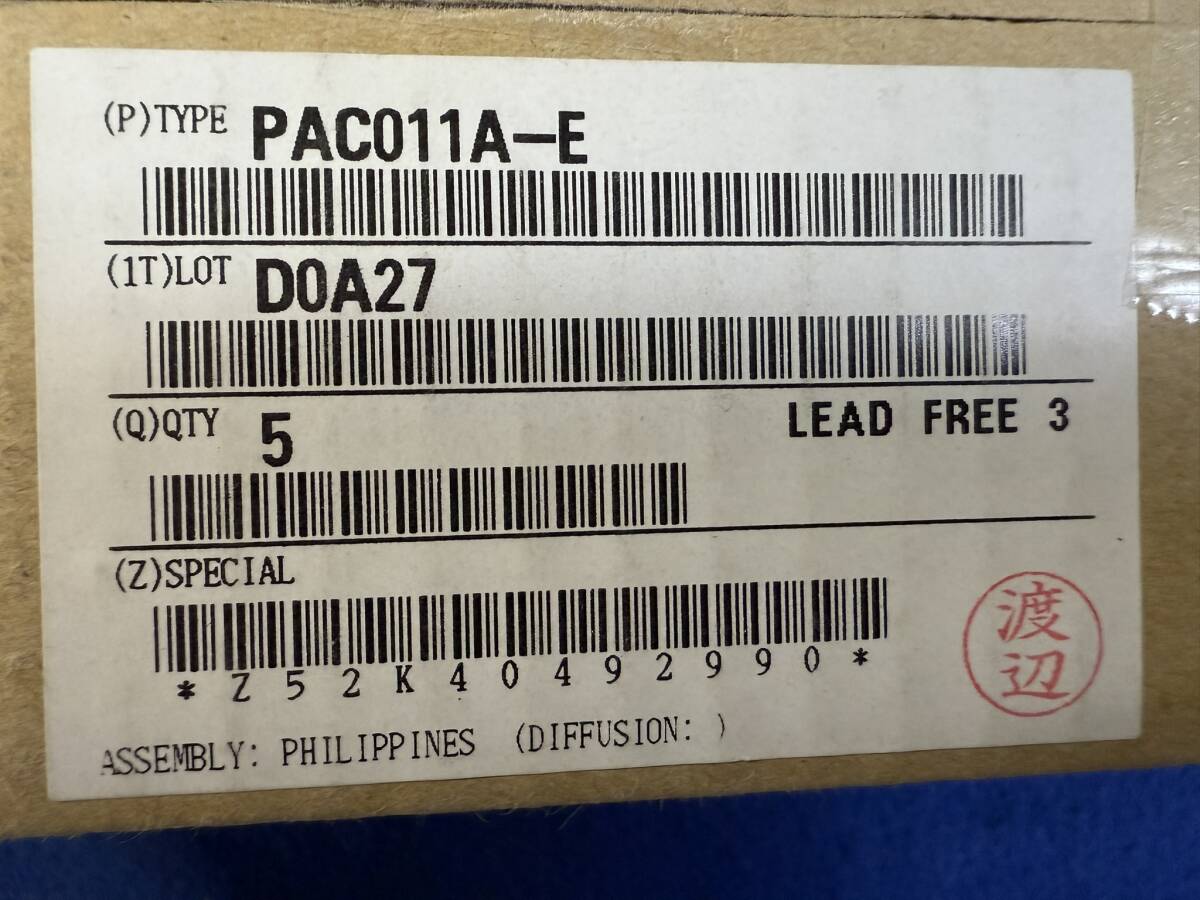 (P)TYPE PAC011A-E
(1T)LOT D0A27
(Q)QTY 5 LEAD FREE 3
(Z)SPECIAL
*Z52K40492990*
渡辺
ASSEMBLY: PHILIPPINES (DIFFUSION: )